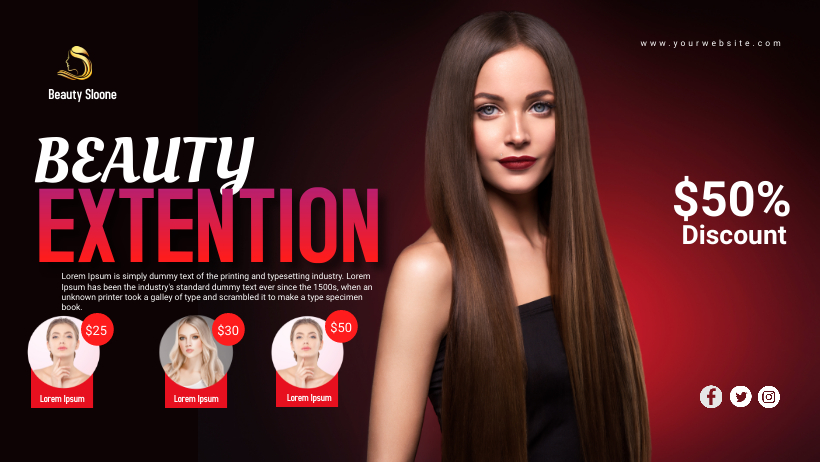 www.yourwebsite.com
Beauty Sloone
BEAUTY
EXTENTION
Lorem Ipsum is simply dummy text of the printing and typesetting industry. Lorem
Ipsum has been the industry's standard dummy text ever since the 1500s, when an
unknown printer took a galley of type and scrambled it to make a type specimen
book.
$25
$30
$50
Lorem Ipsum
Lorem Ipsum
Lorem Ipsum
$50%
Discount